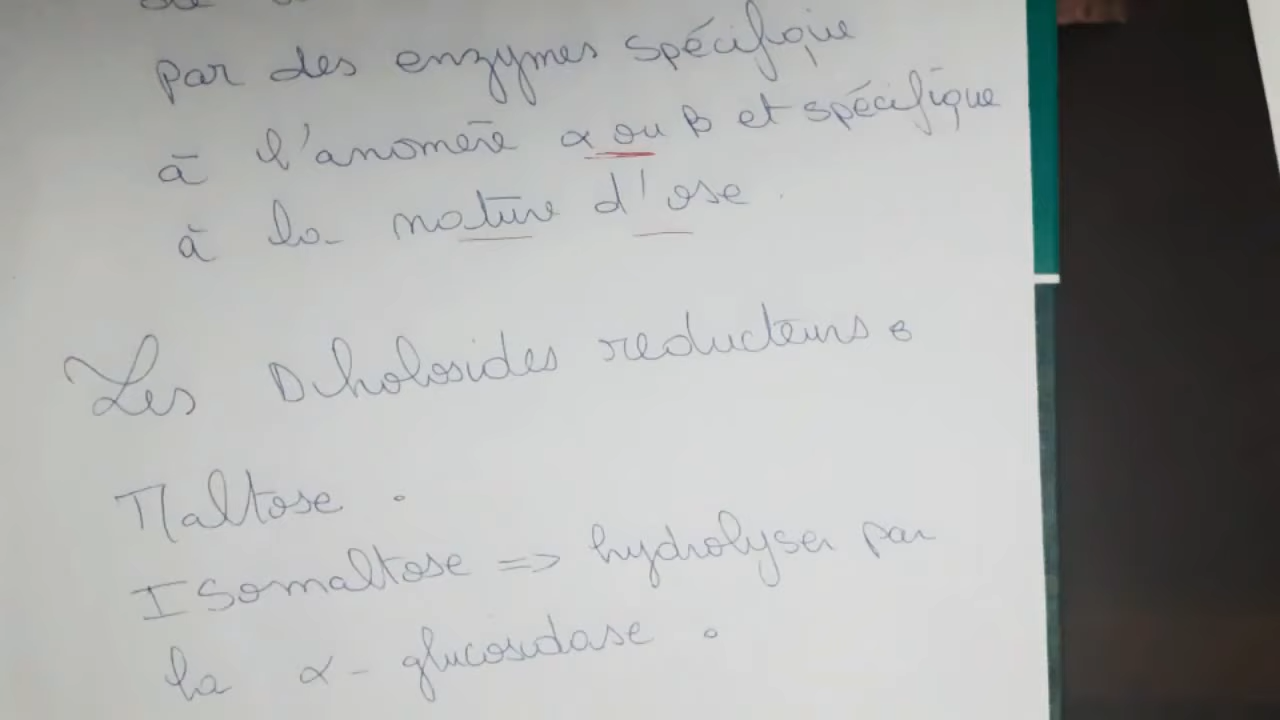 par des enzymes spécifique
à l'anomère α ou β et spécifique
à la nature d'ose.
Les Diholosides reducteurs :
Maltose .
Isomaltose => hydrolyser par
la α - glucosidase .